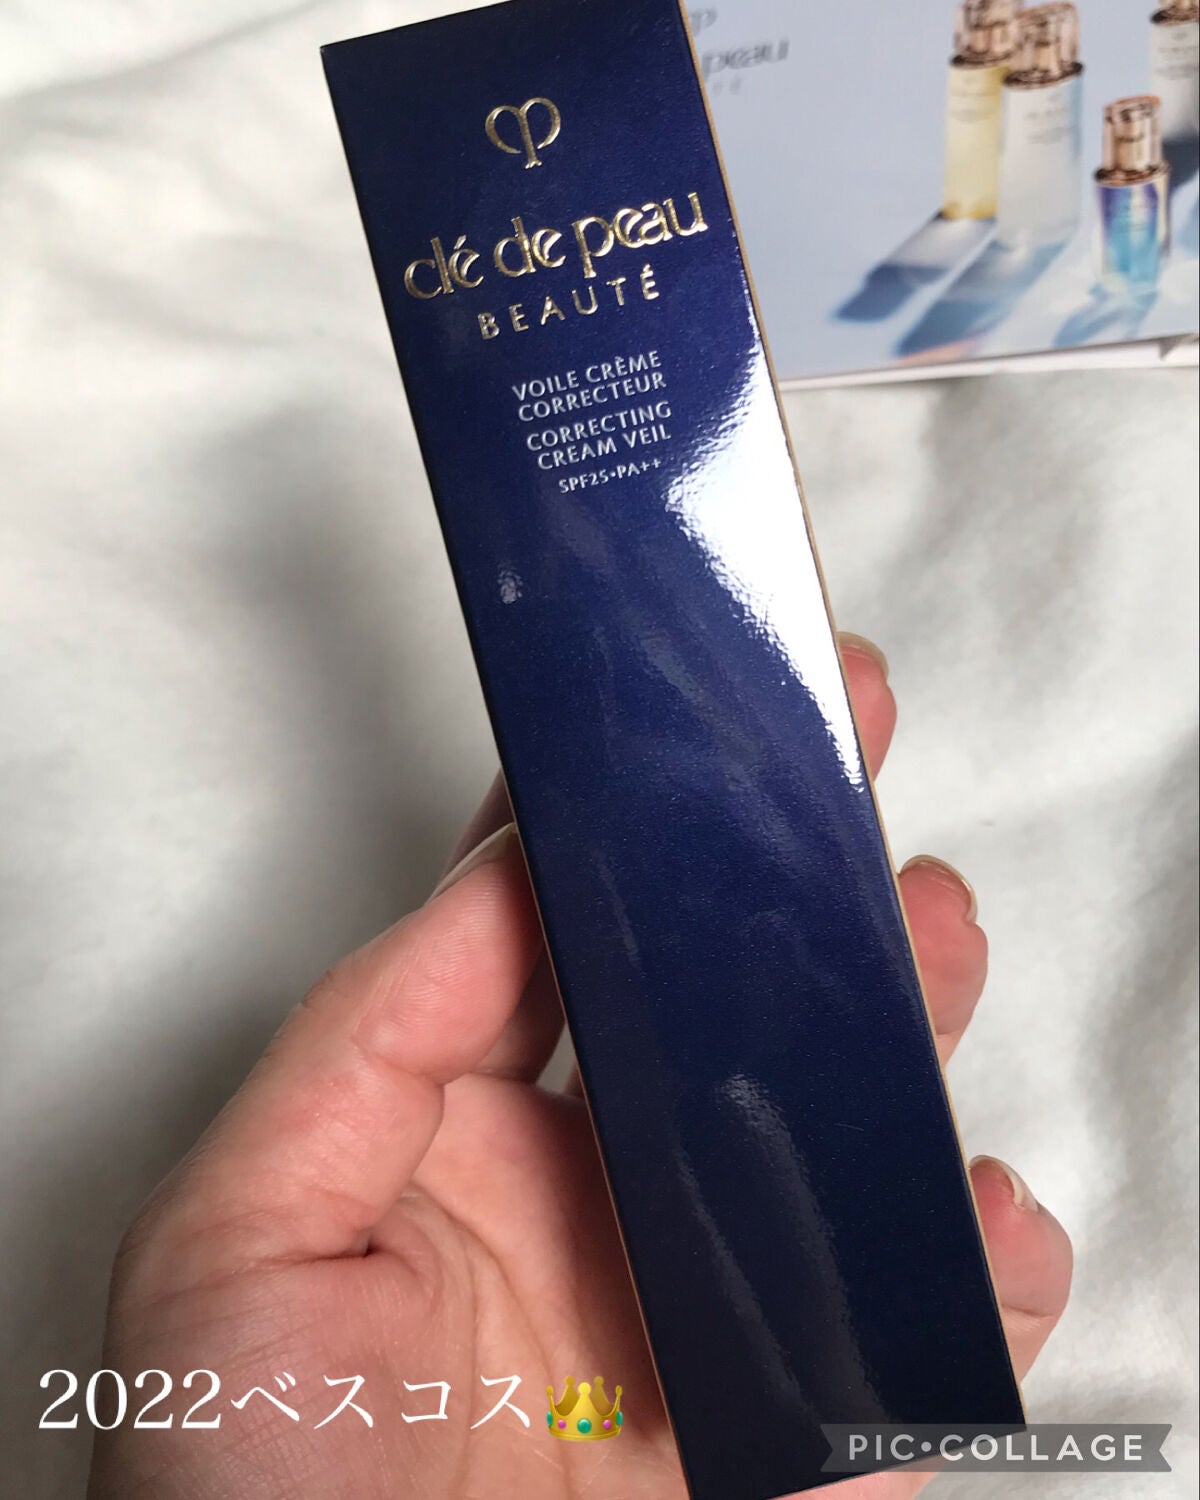 clé de peau
BEAUTÉ
VOILE CRÈME
CORRECTEUR
CORRECTING
CREAM VEIL
SPF25・PA++
peau
2022ベスコス👑
PIC•COLLAGE